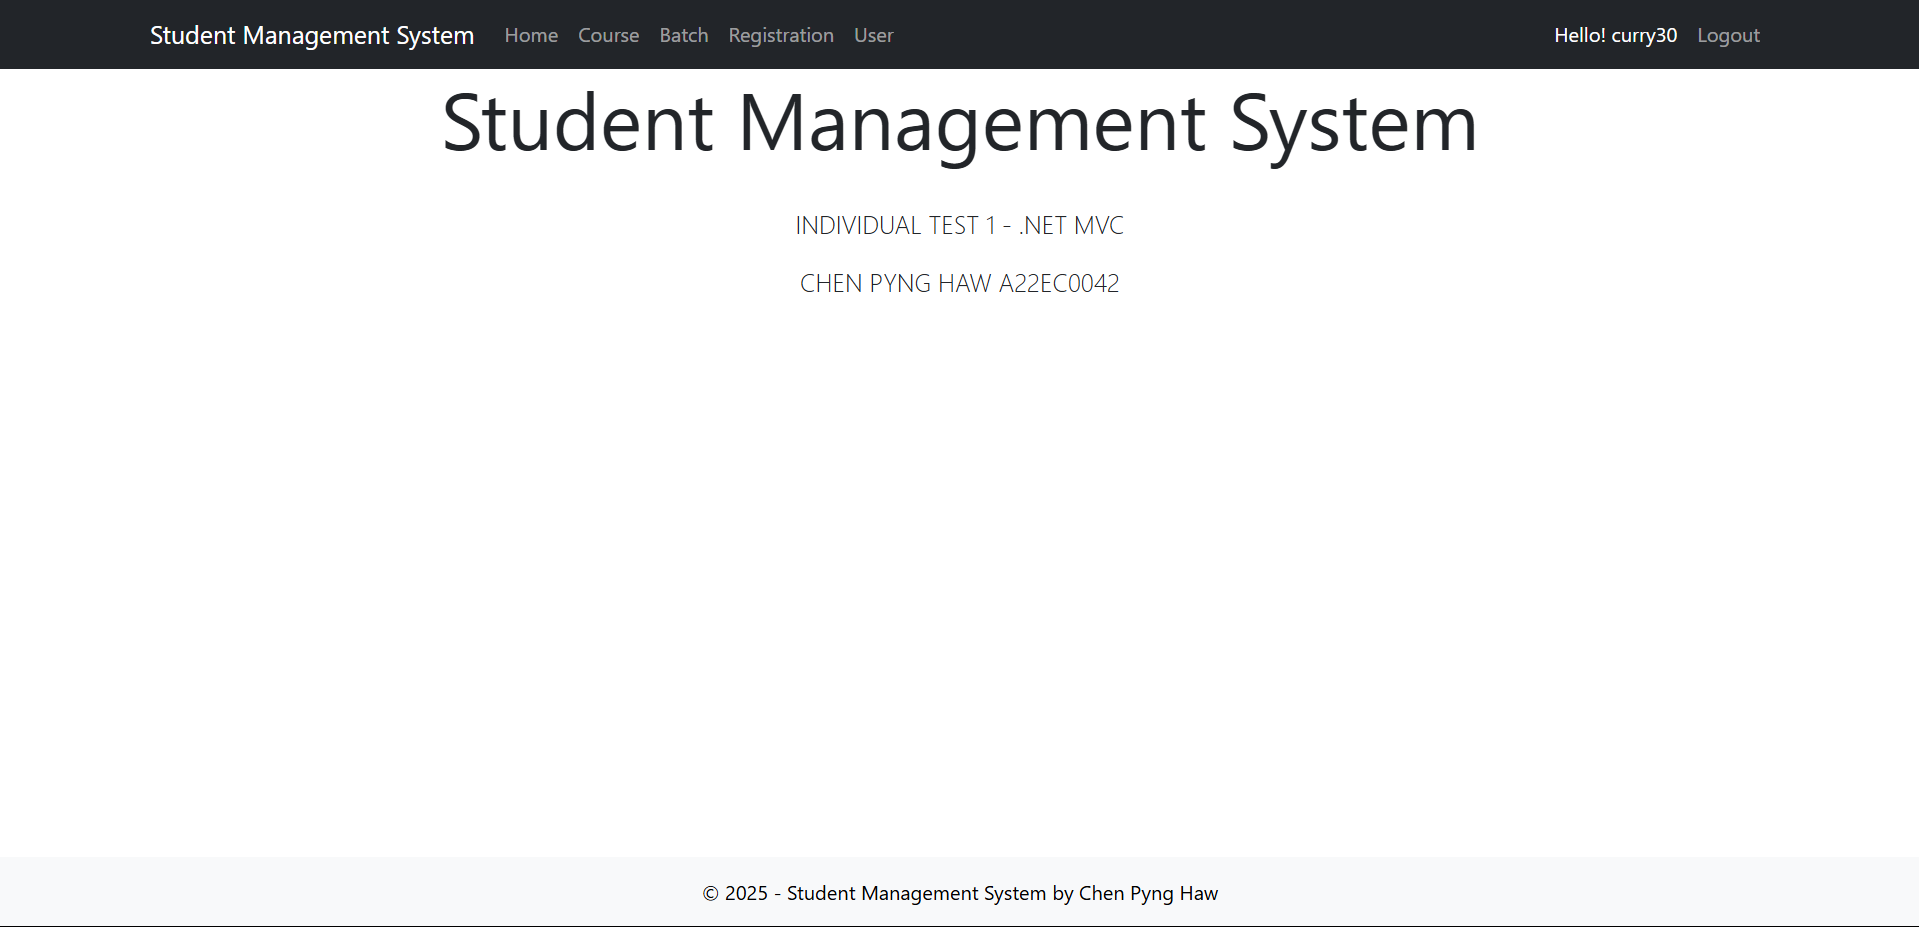 Student Management System Home Course Batch Registration User Hello! curry30 Logout
Student Management System
INDIVIDUAL TEST 1 - .NET MVC
CHEN PYNG HAW A22EC0042
© 2025 - Student Management System by Chen Pyng Haw